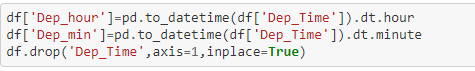 df['Dep_hour']=pd.to_datetime(df['Dep_Time']).dt.hour
df['Dep_min']=pd.to_datetime(df['Dep_Time']).dt.minute
df.drop('Dep_Time',axis=1,inplace=True)